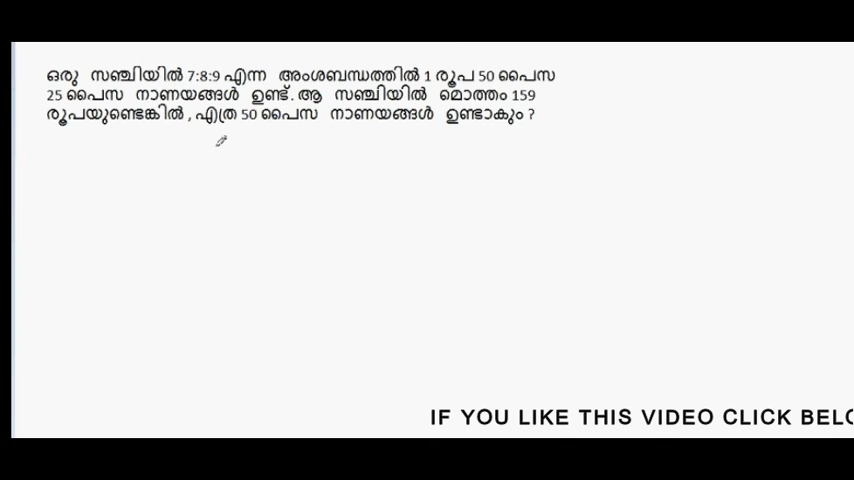 ഒരു സഞ്ചിയിൽ 7:8:9 എന്ന അംശബന്ധത്തിൽ 1 രൂപ 50 പൈസ
25 പൈസ നാണയങ്ങൾ ഉണ്ട്. ആ സഞ്ചിയിൽ മൊത്തം 159
രൂപയുണ്ടെങ്കിൽ , എത്ര 50 പൈസ നാണയങ്ങൾ ഉണ്ടാകും ?
IF YOU LIKE THIS VIDEO CLICK